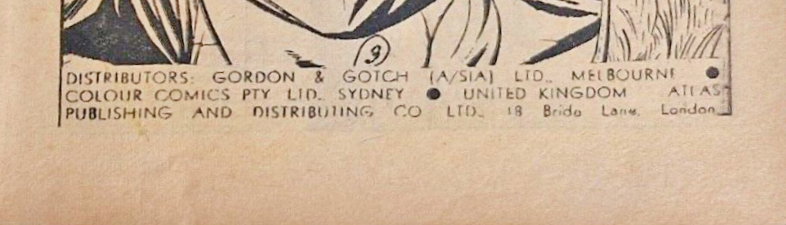 3
DISTRIBUTORS: GORDON & GOTCH (A/SIA) LTD., MELBOURNE ●
COLOUR COMICS PTY LTD. SYDNEY ● UNITED KINGDOM ATLAS
PUBLISHING AND DISTRIBUTING CO LTD., 18 Bride Lane, London